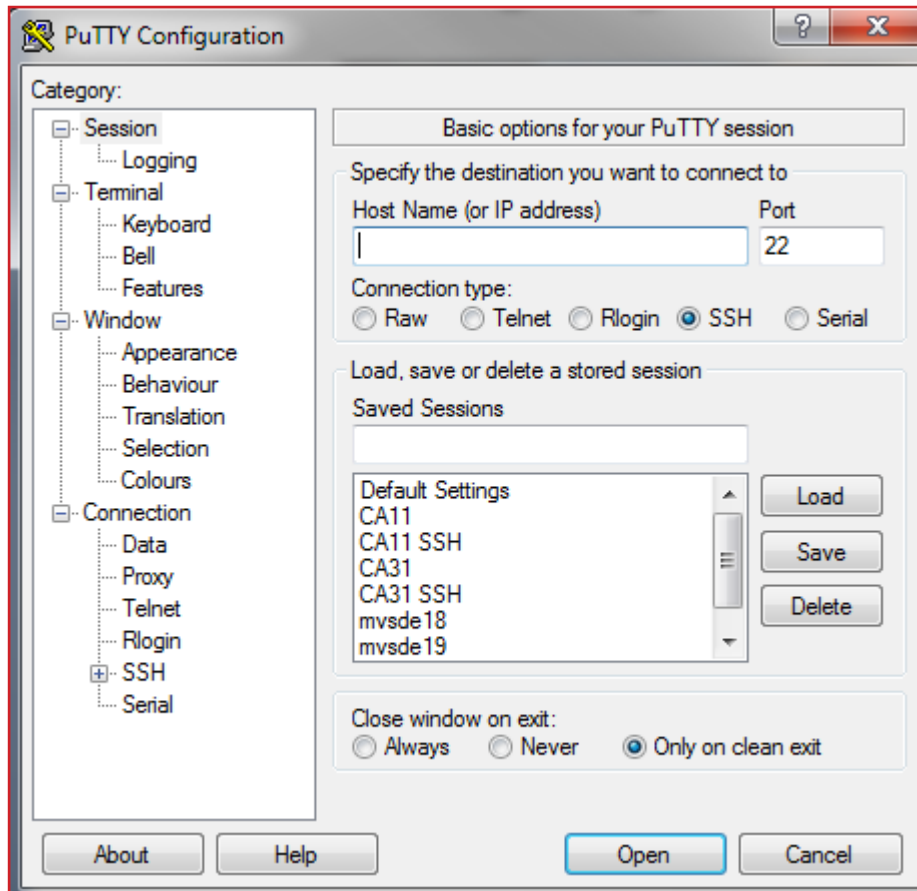 PuTTY Configuration
Category:
Session
Logging
Terminal
Keyboard
Bell
Features
Window
Appearance
Behaviour
Translation
Selection
Colours
Connection
Data
Proxy
Telnet
Rlogin
SSH
Serial
Basic options for your PuTTY session
Specify the destination you want to connect to
Host Name (or IP address) Port
22
Connection type:
Raw Telnet Rlogin SSH Serial
Load, save or delete a stored session
Saved Sessions
Default Settings
CA11
CA11 SSH
CA31
CA31 SSH
mvsde18
mvsde19
Load
Save
Delete
Close window on exit:
Always Never Only on clean exit
About Help Open Cancel